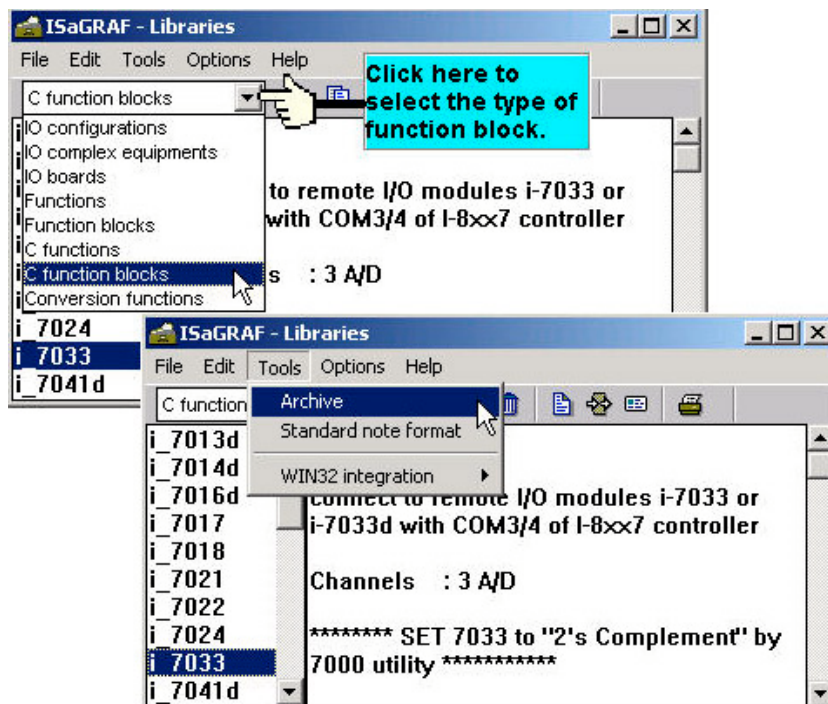 ISaGRAF - Libraries
File Edit Tools Options Help
C function blocks
Click here to
select the type of
function block.
IO configurations
IO complex equipments
IO boards
Functions
Function blocks
C functions
C function blocks
Conversion functions
to remote I/O modules i-7033 or
with COM3/4 of I-8xx7 controller
s : 3 A/D
i_7024
i_7033
i_7041d
ISaGRAF - Libraries
File Edit Tools Options Help
C function
Archive
Standard note format
WIN32 integration
i_7013d
i_7014d
i_7016d
i_7017
i_7018
i_7021
i_7022
i_7024
i_7033
i_7041d
connect to remote I/O modules i-7033 or
i-7033d with COM3/4 of I-8xx7 controller
Channels : 3 A/D
******** SET 7033 to "2's Complement" by
7000 utility ***********